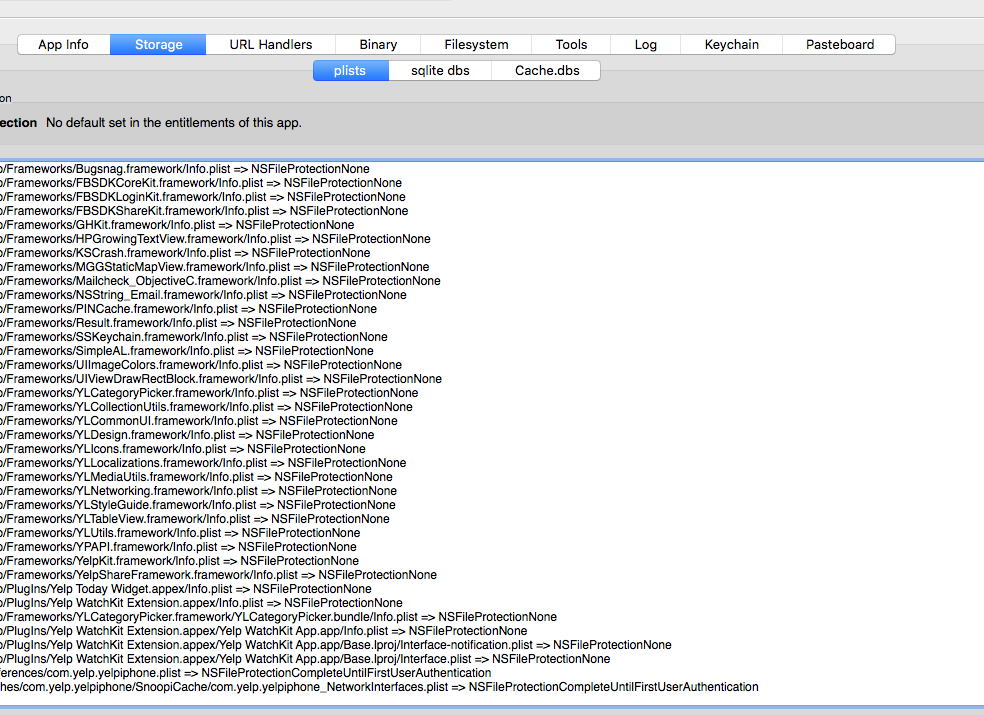 App Info Storage URL Handlers Binary Filesystem Tools Log Keychain Pasteboard
plists sqlite dbs Cache.dbs
on
ection No default set in the entitlements of this app.
o/Frameworks/Bugsnag.framework/Info.plist => NSFileProtectionNone
o/Frameworks/FBSDKCoreKit.framework/Info.plist => NSFileProtectionNone
o/Frameworks/FBSDKLoginKit.framework/Info.plist => NSFileProtectionNone
o/Frameworks/FBSDKShareKit.framework/Info.plist => NSFileProtectionNone
o/Frameworks/GHKit.framework/Info.plist => NSFileProtectionNone
o/Frameworks/HPGrowingTextView.framework/Info.plist => NSFileProtectionNone
o/Frameworks/KSCrash.framework/Info.plist => NSFileProtectionNone
o/Frameworks/MGGStaticMapView.framework/Info.plist => NSFileProtectionNone
o/Frameworks/Mailcheck_ObjectiveC.framework/Info.plist => NSFileProtectionNone
o/Frameworks/NSString_Email.framework/Info.plist => NSFileProtectionNone
o/Frameworks/PINCache.framework/Info.plist => NSFileProtectionNone
o/Frameworks/Result.framework/Info.plist => NSFileProtectionNone
o/Frameworks/SSKeychain.framework/Info.plist => NSFileProtectionNone
o/Frameworks/SimpleAL.framework/Info.plist => NSFileProtectionNone
o/Frameworks/UIImageColors.framework/Info.plist => NSFileProtectionNone
o/Frameworks/UIViewDrawRectBlock.framework/Info.plist => NSFileProtectionNone
o/Frameworks/YLCategoryPicker.framework/Info.plist => NSFileProtectionNone
o/Frameworks/YLCollectionUtils.framework/Info.plist => NSFileProtectionNone
o/Frameworks/YLCommonUI.framework/Info.plist => NSFileProtectionNone
o/Frameworks/YLDesign.framework/Info.plist => NSFileProtectionNone
o/Frameworks/YLIcons.framework/Info.plist => NSFileProtectionNone
o/Frameworks/YLLocalizations.framework/Info.plist => NSFileProtectionNone
o/Frameworks/YLMediaUtils.framework/Info.plist => NSFileProtectionNone
o/Frameworks/YLNetworking.framework/Info.plist => NSFileProtectionNone
o/Frameworks/YLStyleGuide.framework/Info.plist => NSFileProtectionNone
o/Frameworks/YLTableView.framework/Info.plist => NSFileProtectionNone
o/Frameworks/YLUtils.framework/Info.plist => NSFileProtectionNone
o/Frameworks/YPAPI.framework/Info.plist => NSFileProtectionNone
o/Frameworks/YelpKit.framework/Info.plist => NSFileProtectionNone
o/Frameworks/YelpShareFramework.framework/Info.plist => NSFileProtectionNone
o/PlugIns/Yelp Today Widget.appex/Info.plist => NSFileProtectionNone
o/PlugIns/Yelp WatchKit Extension.appex/Info.plist => NSFileProtectionNone
o/Frameworks/YLCategoryPicker.framework/YLCategoryPicker.bundle/Info.plist => NSFileProtectionNone
o/PlugIns/Yelp WatchKit Extension.appex/Yelp WatchKit App.app/Info.plist => NSFileProtectionNone
o/PlugIns/Yelp WatchKit Extension.appex/Yelp WatchKit App.app/Base.lproj/Interface-notification.plist => NSFileProtectionNone
o/PlugIns/Yelp WatchKit Extension.appex/Yelp WatchKit App.app/Base.lproj/Interface.plist => NSFileProtectionNone
erences/com.yelp.yelpiphone.plist => NSFileProtectionCompleteUntilFirstUserAuthentication
hes/com.yelp.yelpiphone/SnoopiCache/com.yelp.yelpiphone_NetworkInterfaces.plist => NSFileProtectionCompleteUntilFirstUserAuthentication